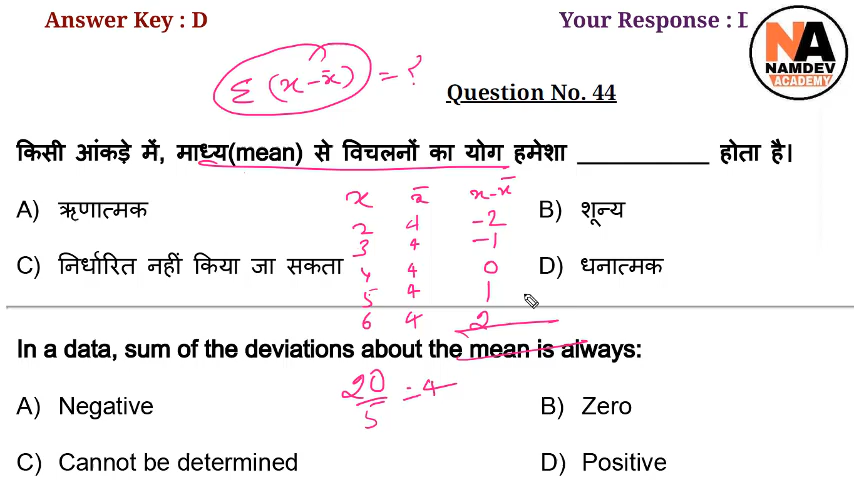 Answer Key : D
Your Response :
NA
NAMDEV
ACADEMY
Σ (x-x̄) = ?
Question No. 44
किसी आंकड़े में, माध्य(mean) से विचलनों का योग हमेशा ____________ होता है।
x x̄ x-x̄
A) ऋणात्मक
B) शून्य
2 4 -2
3 4 -1
C) निर्धारित नहीं किया जा सकता
4 4 0
D) धनात्मक
5 4 1
6 4 2
In a data, sum of the deviations about the mean is always:
20/5 = 4
A) Negative
B) Zero
C) Cannot be determined
D) Positive